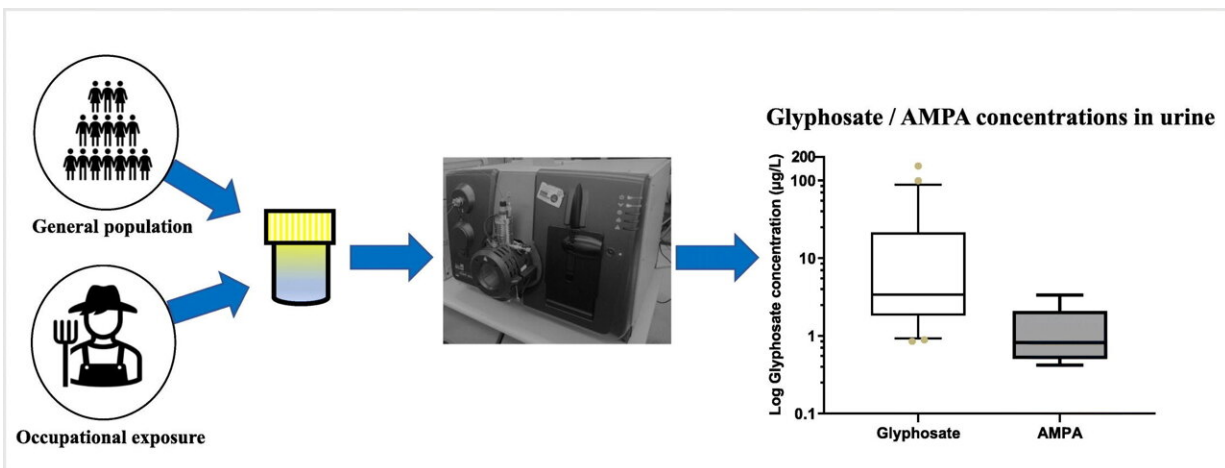 General population
Occupational exposure
Glyphosate / AMPA concentrations in urine
Log Glyphosate concentration (µg/L)
200
100
10
1
0.1
Glyphosate
AMPA